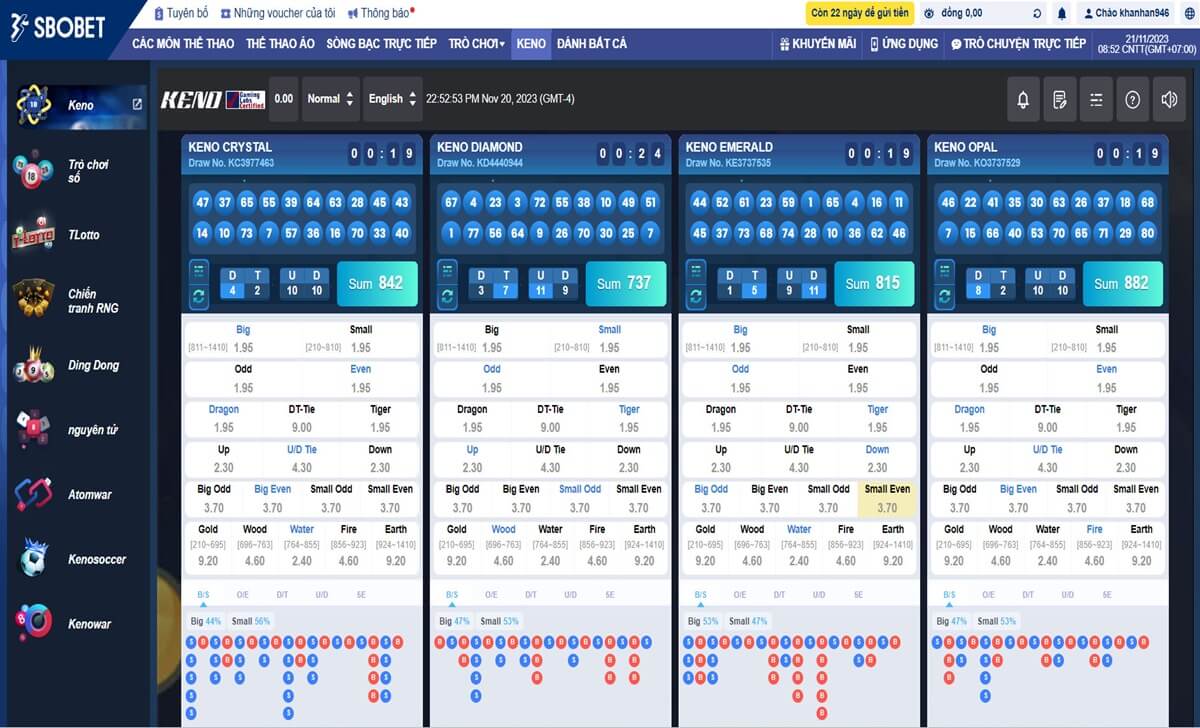 SBOBET
Tuyên bố Những voucher của tôi Thông báo
Còn 22 ngày để gửi tiền đồng 0,00 Chào khanhan946
CÁC MÔN THỂ THAO THỂ THAO ẢO SÒNG BẠC TRỰC TIẾP TRÒ CHƠI KENO ĐÁNH BẤT CẢ KHUYẾN MÃI ỨNG DỤNG TRÒ CHUYỆN TRỰC TIẾP
21/11/2023
08:52 CNTT(GMT+07:00)
Keno
Trò chơi
số
TLotto
Chiến
tranh RNG
Ding Dong
nguyên tử
Atomwar
Kenosoccer
Kenowar
KENO Gaming Labs Certified 0.00 Normal English 22:52:53 PM Nov 20, 2023 (GMT-4)
KENO CRYSTAL
Draw No. KC3977463
00:19
47 37 65 55 39 64 63 28 45 43
14 10 73 7 57 36 16 70 33 40
D T U D
4 2 10 10
Sum 842
Big Small
[811~1410] 1.95 [210~810] 1.95
Odd Even
1.95 1.95
Dragon DT-Tie Tiger
1.95 9.00 1.95
Up U/D Tie Down
2.30 4.30 2.30
Big Odd Big Even Small Odd Small Even
3.70 3.70 3.70 3.70
Gold Wood Water Fire Earth
[210~695] [696~763] [764~855] [856~923] [924~1410]
9.20 4.60 2.40 4.60 9.20
B/S O/E D/T U/D 5E
Big 44% Small 56%
KENO DIAMOND
Draw No. KD4440944
00:24
67 4 23 3 72 55 38 10 49 51
1 77 56 64 9 26 70 30 25 7
D T U D
3 7 11 9
Sum 737
Big Small
[811~1410] 1.95 [210~810] 1.95
Odd Even
1.95 1.95
Dragon DT-Tie Tiger
1.95 9.00 1.95
Up U/D Tie Down
2.30 4.30 2.30
Big Odd Big Even Small Odd Small Even
3.70 3.70 3.70 3.70
Gold Wood Water Fire Earth
[210~695] [696~763] [764~855] [856~923] [924~1410]
9.20 4.60 2.40 4.60 9.20
B/S O/E D/T U/D 5E
Big 47% Small 53%
KENO EMERALD
Draw No. KE3737535
00:19
44 52 61 23 59 1 65 4 16 11
45 37 73 68 74 28 10 36 62 46
D T U D
1 5 9 11
Sum 815
Big Small
[811~1410] 1.95 [210~810] 1.95
Odd Even
1.95 1.95
Dragon DT-Tie Tiger
1.95 9.00 1.95
Up U/D Tie Down
2.30 4.30 2.30
Big Odd Big Even Small Odd Small Even
3.70 3.70 3.70 3.70
Gold Wood Water Fire Earth
[210~695] [696~763] [764~855] [856~923] [924~1410]
9.20 4.60 2.40 4.60 9.20
B/S O/E D/T U/D 5E
Big 53% Small 47%
KENO OPAL
Draw No. KO3737529
00:19
46 22 41 35 30 63 26 37 18 68
7 15 66 40 53 70 65 71 29 80
D T U D
8 2 10 10
Sum 882
Big Small
[811~1410] 1.95 [210~810] 1.95
Odd Even
1.95 1.95
Dragon DT-Tie Tiger
1.95 9.00 1.95
Up U/D Tie Down
2.30 4.30 2.30
Big Odd Big Even Small Odd Small Even
3.70 3.70 3.70 3.70
Gold Wood Water Fire Earth
[210~695] [696~763] [764~855] [856~923] [924~1410]
9.20 4.60 2.40 4.60 9.20
B/S O/E D/T U/D 5E
Big 47% Small 53%